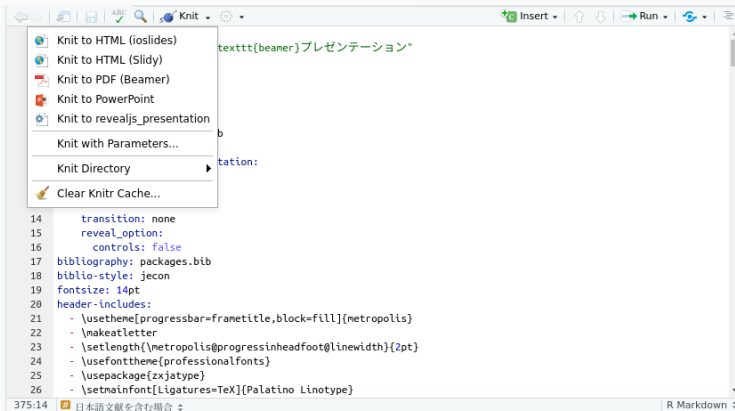 ABC
Knit
Insert
Run
Knit to HTML (ioslides)
Knit to HTML (Slidy)
Knit to PDF (Beamer)
Knit to PowerPoint
Knit to revealjs_presentation
Knit with Parameters...
Knit Directory
Clear Knitr Cache...
texttt{beamer}プレゼンテーション"
b
tation:
14 transition: none
15 reveal_option:
16 controls: false
17 bibliography: packages.bib
18 biblio-style: jecon
19 fontsize: 14pt
20 header-includes:
21 - \usetheme[progressbar=frametitle,block=fill]{metropolis}
22 - \makeatletter
23 - \setlength{\metropolis@progressinheadfoot@linewidth}{2pt}
24 - \usefonttheme{professionalfonts}
25 - \usepackage{zxjatype}
26 - \setmainfont[Ligatures=TeX]{Palatino Linotype}
375:14 # 日本語文献を含む場合 R Markdown